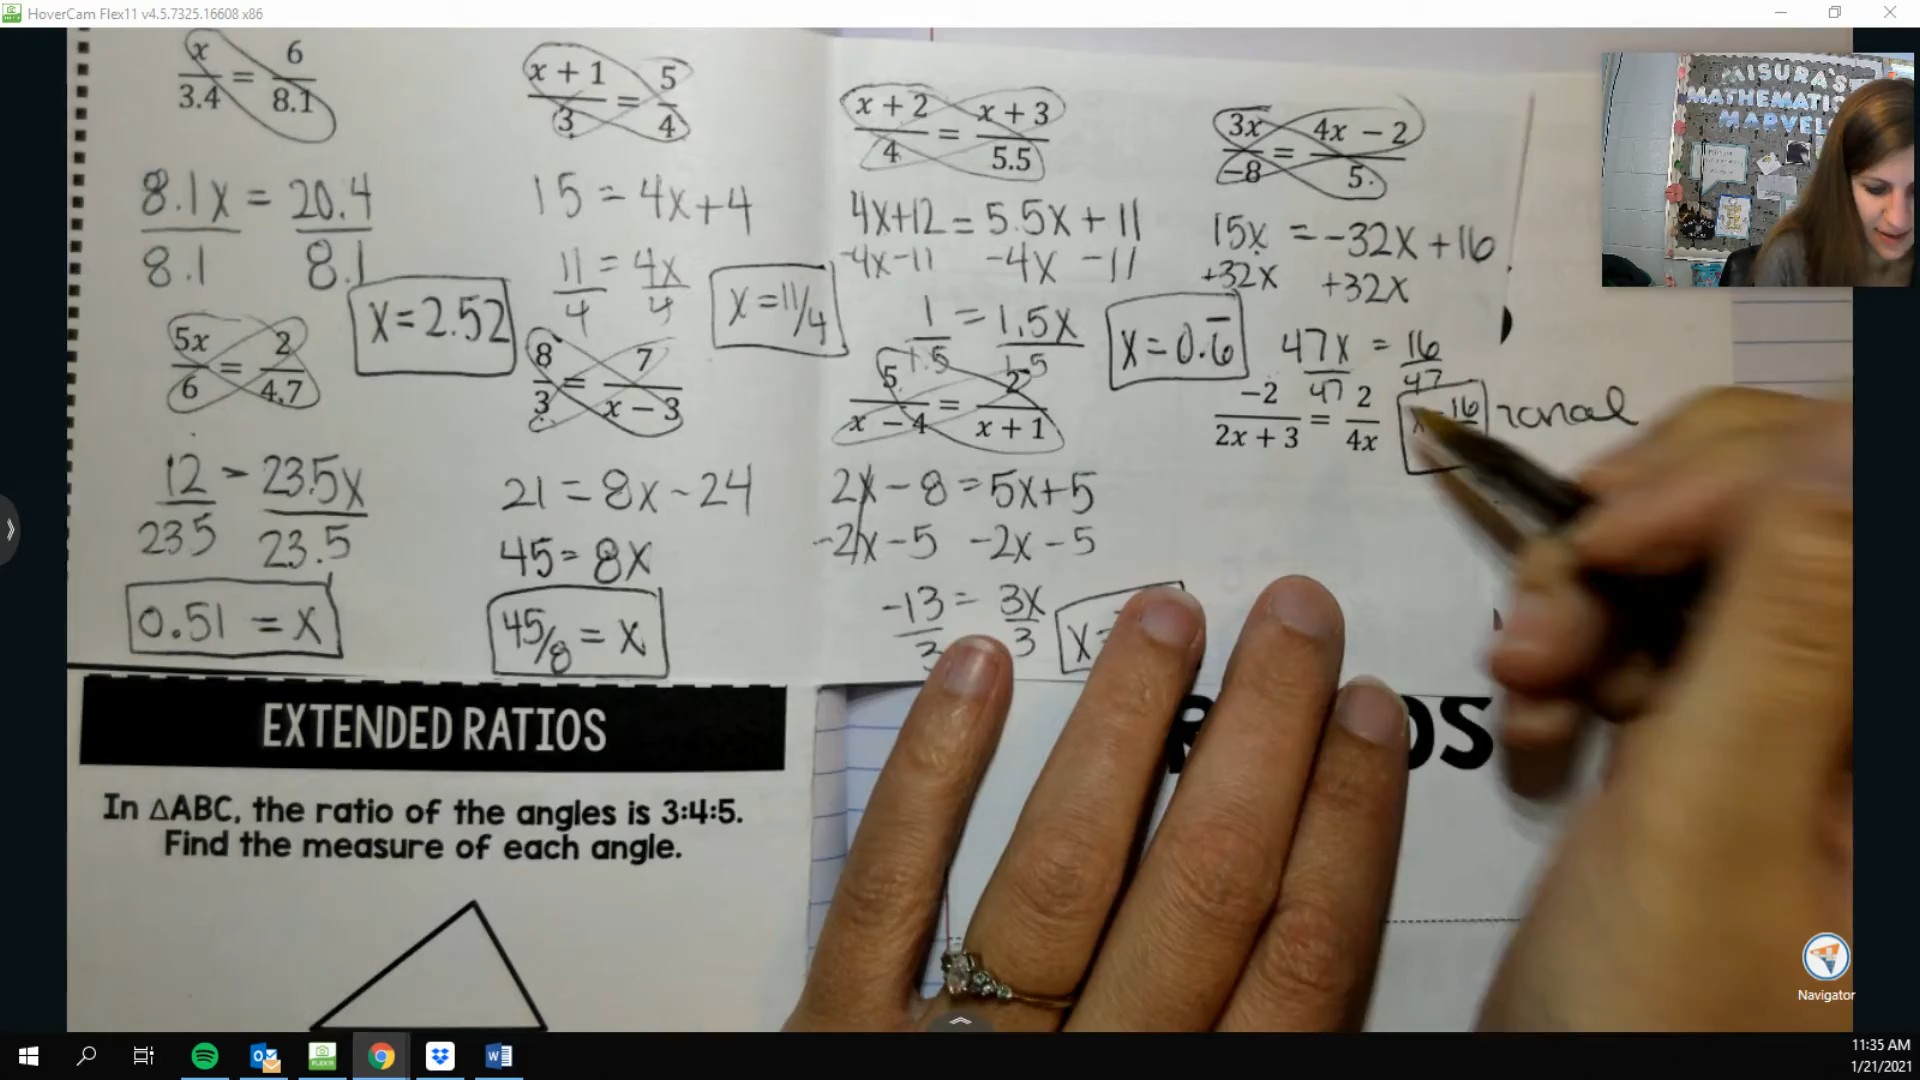 HoverCam Flex11 v4.5.7325.16608 x86
x/3.4 = 6/8.1
8.1x = 20.4
8.1 8.1
x=2.52
x + 1/3 = 5/4
15 = 4x+4
11/4 = 4x/4
x=11/4
x + 2/4 = x + 3/5.5
4x+12 = 5.5x + 11
-4x-11 -4x -11
1/1.5 = 1.5x/1.5
x = 0.6̅
3x/−8 = 4x − 2/5
15x = -32x +16
+32x +32x
47x/47 = 16/47
16
ional
5x/6 = 2/4.7
12/23.5 = 23.5x/23.5
0.51 = x
8/3 = 7/x − 3
21 = 8x - 24
45 = 8x
45/8 = x
5/x − 4 = 2/x + 1
2x - 8 = 5x+5
-2x -5 -2x -5
-13/3 = 3x/3
x=
−2/2x + 3 = 2/4x
EXTENDED RATIOS
In △ABC, the ratio of the angles is 3:4:5.
Find the measure of each angle.
OS
MISURA'S
MATHEMATI
MARVEL
Navigator
FLEX11
11:35 AM
1/21/2021